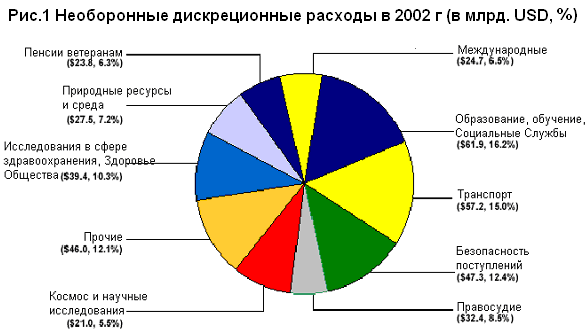 Рис.1 Необоронные дискреционные расходы в 2002 г (в млрд. USD, %)
Международные
($24.7, 6.5%)
Образование, обучение,
Социальные Службы
($61.9, 16.2%)
Транспорт
($57.2, 15.0%)
Безопасность
поступлений
($47.3, 12.4%)
Правосудие
($32.4, 8.5%)
Космос и научные
исследования
($21.0, 5.5%)
Прочие
($46.0, 12.1%)
Исследования в сфере
здравоохранения, Здоровье
Общества ($39.4, 10.3%)
Природные ресурсы
и среда
($27.5, 7.2%)
Пенсии ветеранам
($23.8, 6.3%)